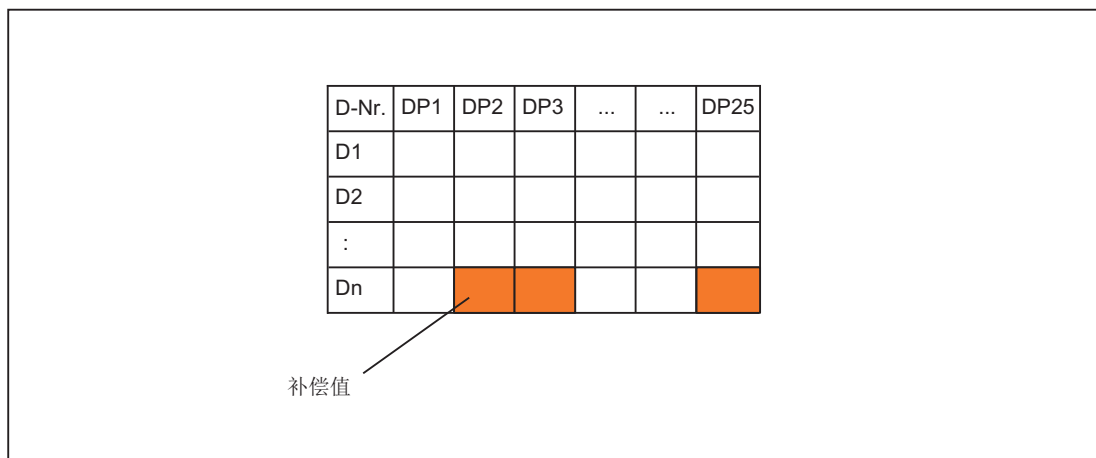 D-Nr. DP1 DP2 DP3 ... ... DP25
D1
D2
:
Dn
补偿值